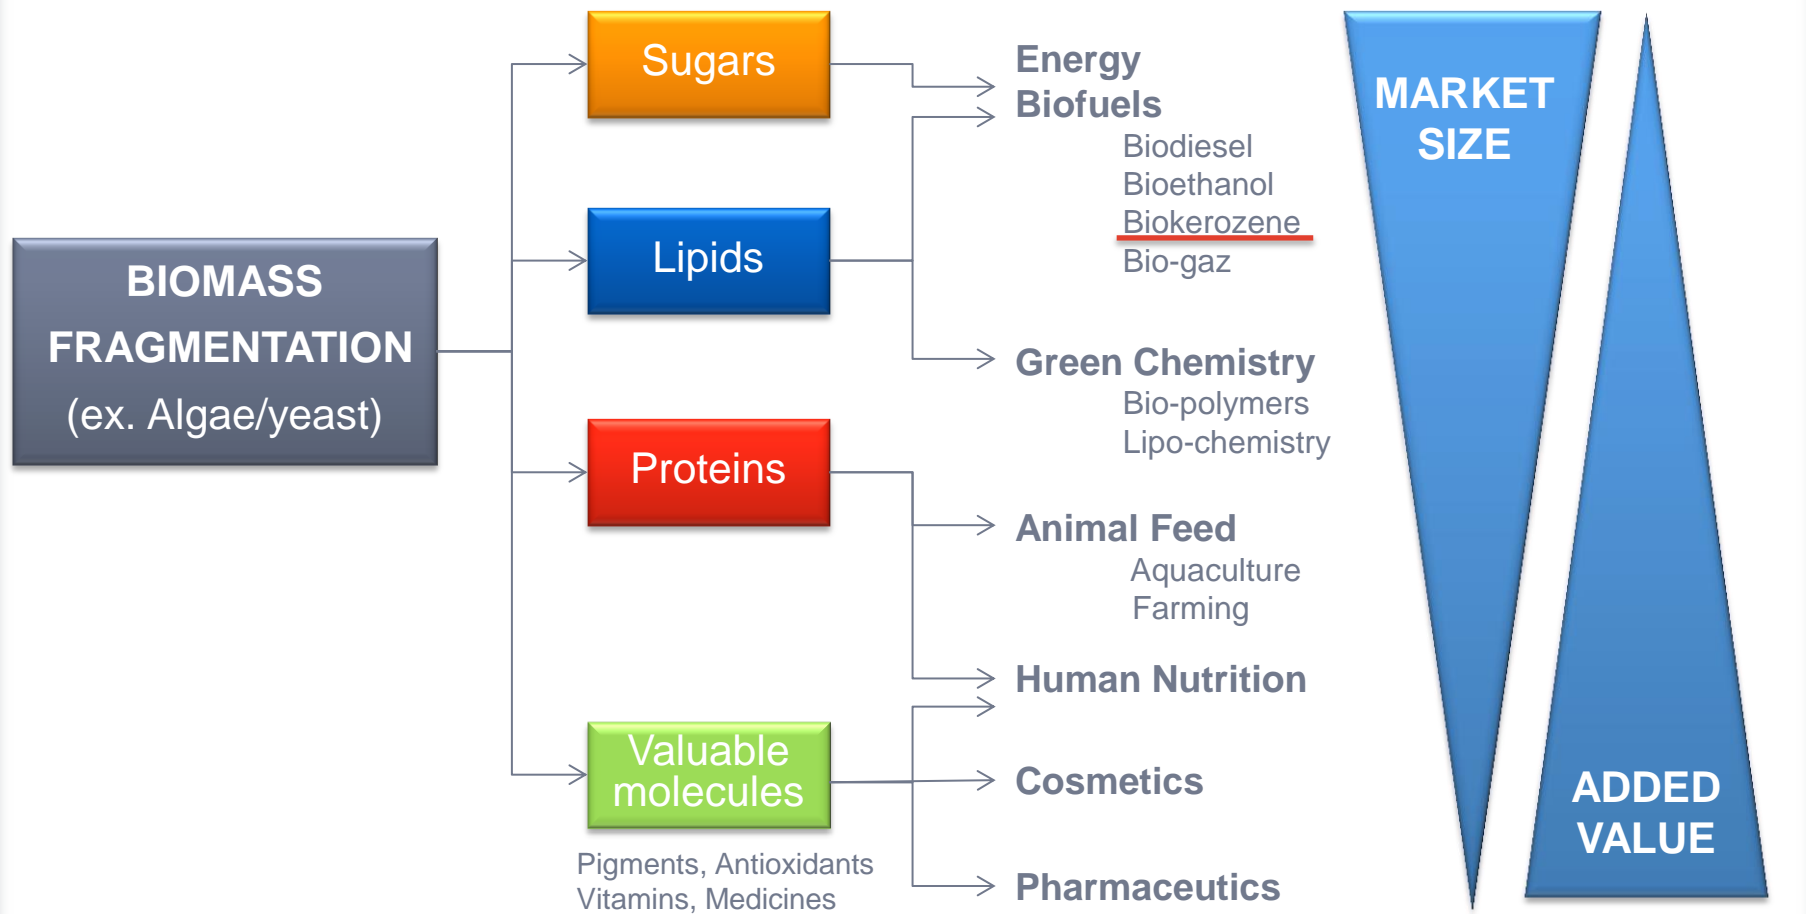 BIOMASS
FRAGMENTATION
(ex. Algae/yeast)
Sugars
Lipids
Proteins
Valuable
molecules
Pigments, Antioxidants
Vitamins, Medicines
Energy
Biofuels
Biodiesel
Bioethanol
Biokerozene
Bio-gaz
Green Chemistry
Bio-polymers
Lipo-chemistry
Animal Feed
Aquaculture
Farming
Human Nutrition
Cosmetics
Pharmaceutics
MARKET
SIZE
ADDED
VALUE